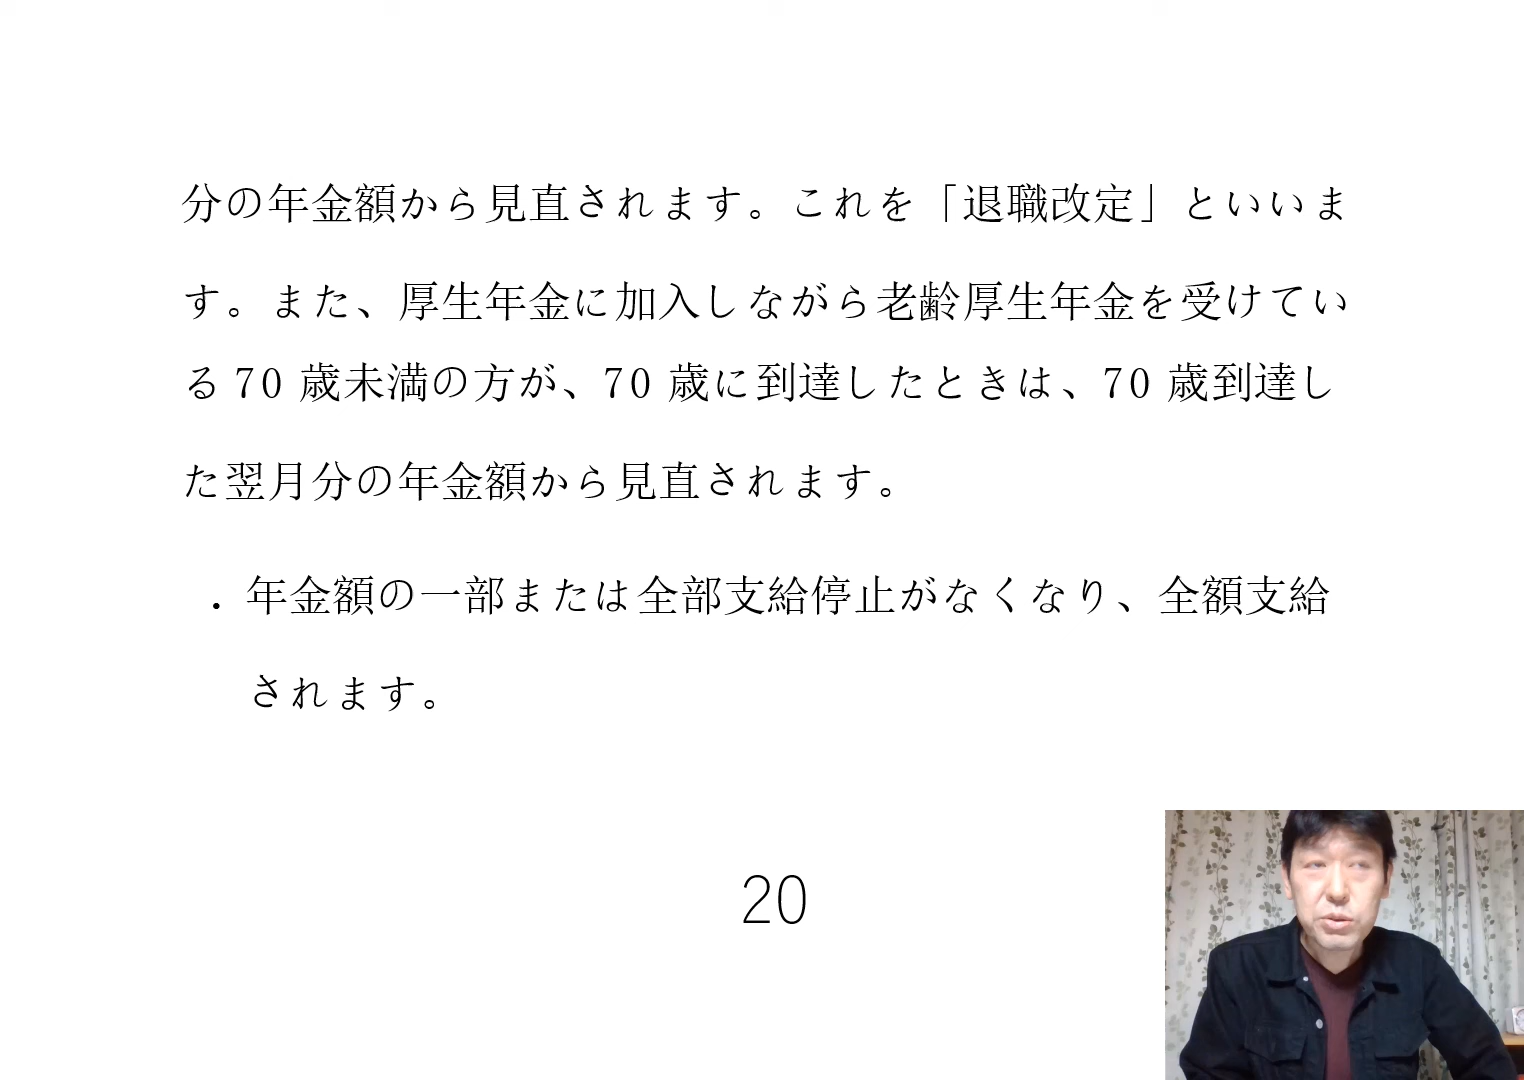 分の年金額から見直されます。これを「退職改定」といいま
す。また、厚生年金に加入しながら老齢厚生年金を受けてい
る 70 歳未満の方が、70 歳に到達したときは、70 歳到達し
た翌月分の年金額から見直されます。
．年金額の一部または全部支給停止がなくなり、全額支給
されます。
20